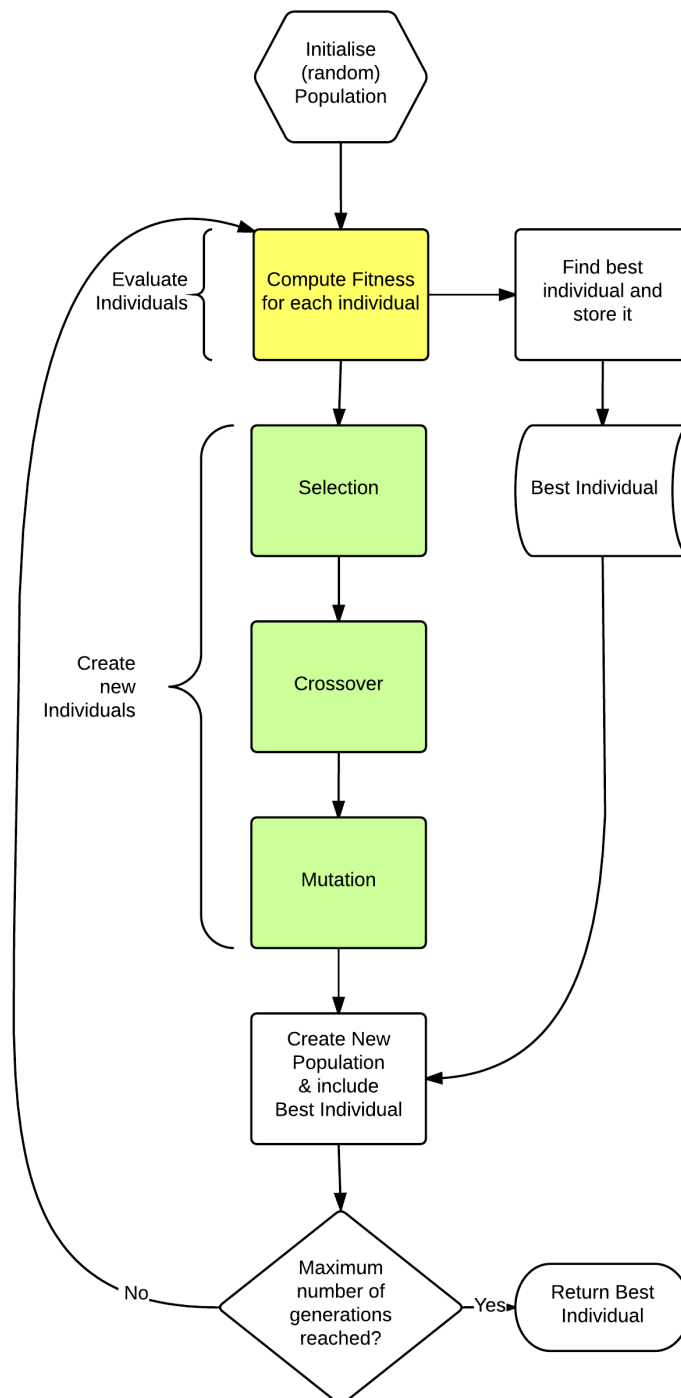 Initialise
(random)
Population
Evaluate
Individuals
Compute Fitness
for each individual
Find best
individual and
store it
Selection
Best Individual
Create
new
Individuals
Crossover
Mutation
Create New
Population
& include
Best Individual
Maximum
number of
generations
reached?
No
Yes
Return Best
Individual